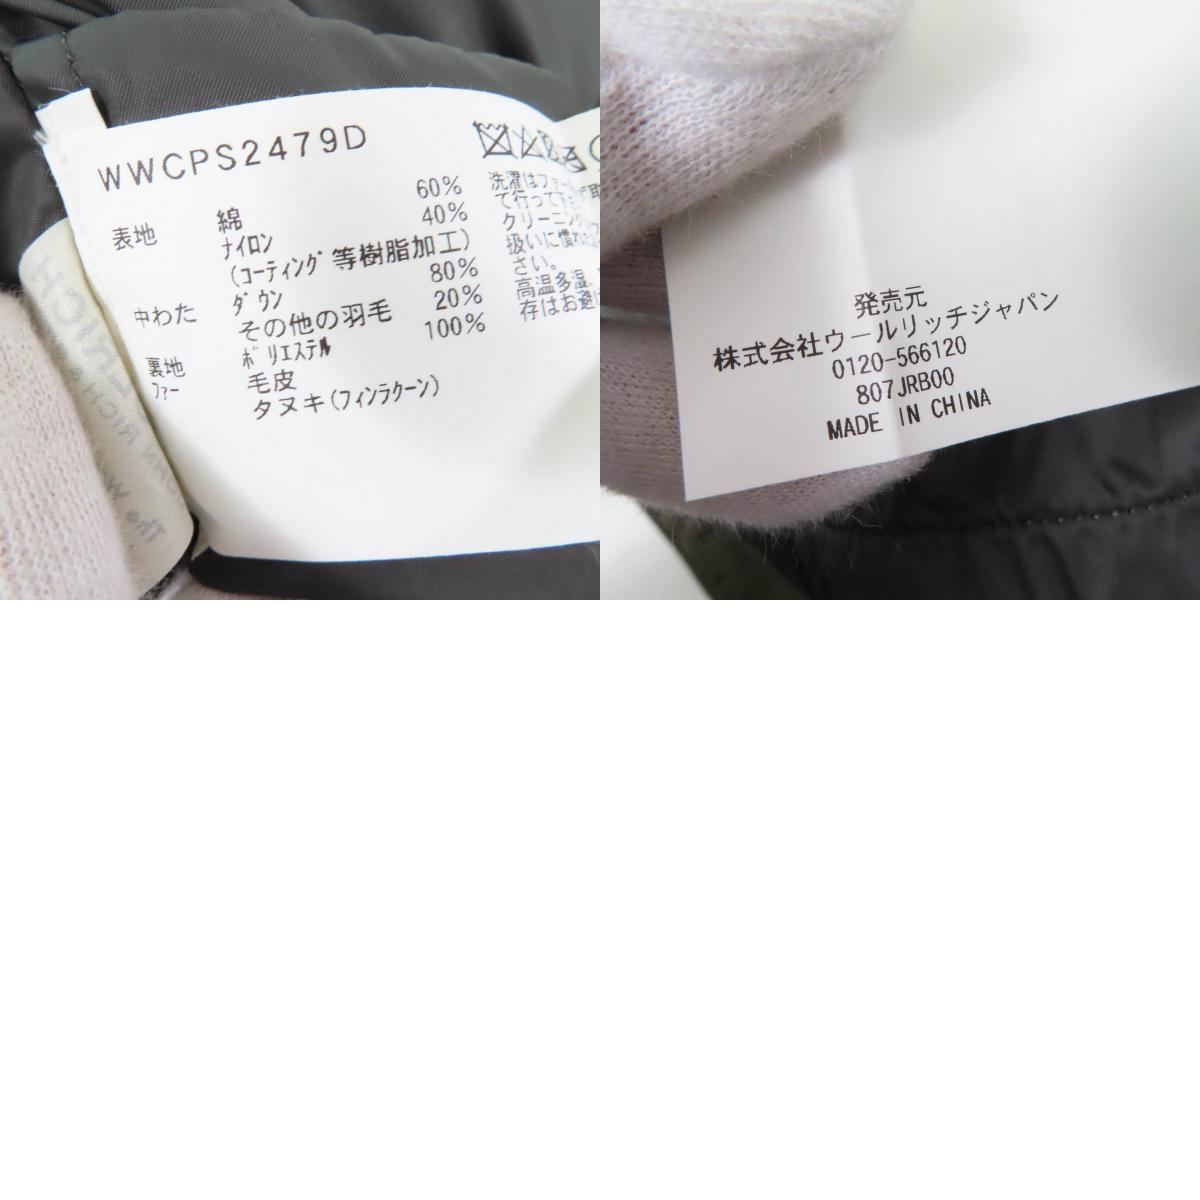 WWCPS2479D
表地 綿 60%
ナイロン 40%
(コーティング等樹脂加工)
中わた ダウン 80%
その他の羽毛 20%
裏地 ポリエステル 100%
ファー 毛皮
タヌキ(フィンラクーン)
洗濯はファー
て行って
クリーニング
扱いに慣れた
さい。
高温多湿、
存はお避け
発売元
株式会社ウールリッチジャパン
0120-566120
807JRB00
MADE IN CHINA